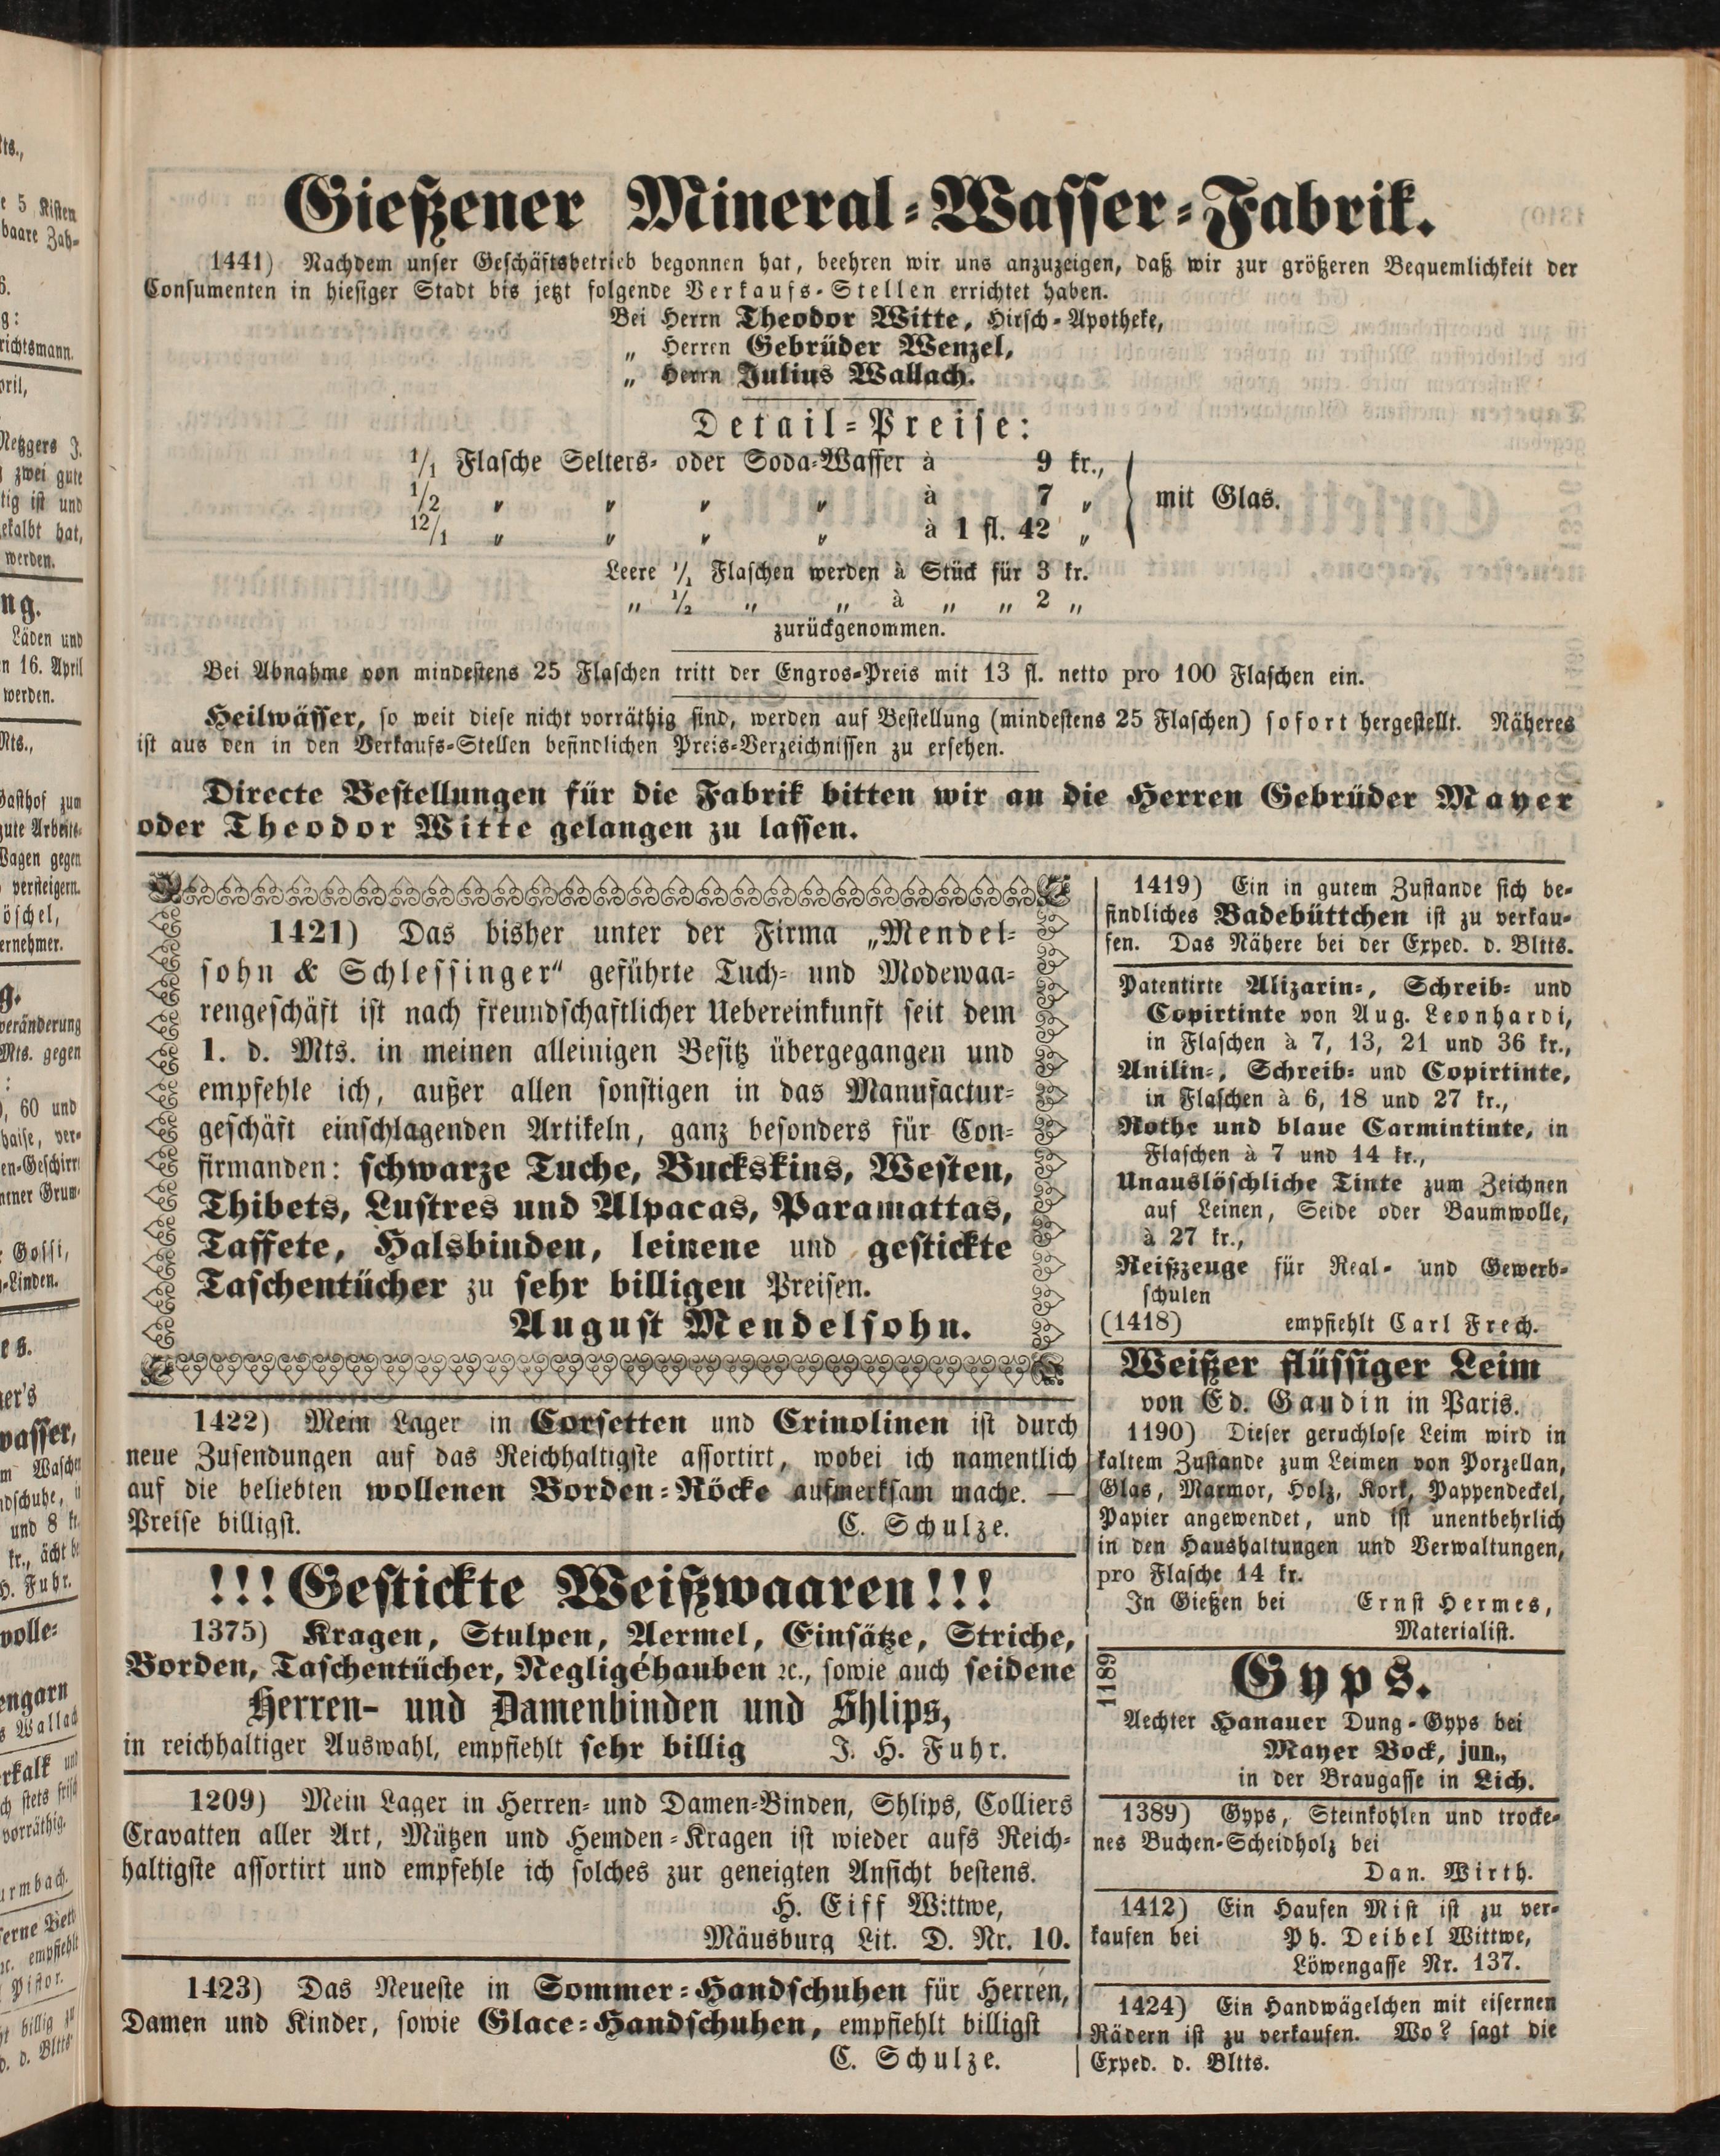 Gießener Mineral-Wasser-Fabrik.
1441) Nachdem unser Geschäftsbetrieb begonnen hat, beehren wir uns anzuzeigen, daß wir zur größeren Bequemlichkeit der
Consumenten in hiesiger Stadt bis jetzt folgende Verkaufs-Stellen errichtet haben.
Bei Herrn Theodor Witte, Hirsch-Apotheke,
„ Herren Gebrüder Wenzel,
„ Herrn Julius Wallach.
Detail-Preise:
1/1 Flasche Selters- oder Soda-Wasser à 9 kr.,
1/2 „ „ „ „ à 7 „ mit Glas.
12/1 „ „ „ „ à 1 fl. 42 „
Leere 1/1 Flaschen werden à Stück für 3 kr.
„ 1/2 „ „ à „ „ 2 „
zurückgenommen.
Bei Abnahme von mindestens 25 Flaschen tritt der Engros-Preis mit 13 fl. netto pro 100 Flaschen ein.
Heilwässer, so weit diese nicht vorräthig sind, werden auf Bestellung (mindestens 25 Flaschen) sofort hergestellt. Näheres
ist aus den in den Verkaufs-Stellen befindlichen Preis-Verzeichnissen zu ersehen.
Directe Bestellungen für die Fabrik bitten wir an die Herren Gebrüder Mayer
oder Theodor Witte gelangen zu lassen.
1421) Das bisher unter der Firma „Mendel-
sohn & Schlessinger“ geführte Tuch- und Modewaa-
rengeschäft ist nach freundschaftlicher Uebereinkunft seit dem
1. d. Mts. in meinen alleinigen Besitz übergegangen und
empfehle ich, außer allen sonstigen in das Manufactur-
geschäft einschlagenden Artikeln, ganz besonders für Con-
firmanden: schwarze Tuche, Buckskins, Westen,
Thibets, Lustres und Alpacas, Paramattas,
Taffete, Halsbinden, leinene und gestickte
Taschentücher zu sehr billigen Preisen.
August Mendelsohn.
1422) Mein Lager in Corsetten und Crinolinen ist durch
neue Zusendungen auf das Reichhaltigste assortirt, wobei ich namentlich
auf die beliebten wollenen Borden-Röcke aufmerksam mache. —
Preise billigst. C. Schulze.
!!!Gestickte Weißwaaren!!!
1375) Kragen, Stulpen, Aermel, Einsätze, Striche,
Borden, Taschentücher, Negligéhauben ꝛc., sowie auch seidene
Herren- und Damenbinden und Shlips,
in reichhaltiger Auswahl, empfiehlt sehr billig J. H. Fuhr.
1209) Mein Lager in Herren- und Damen-Binden, Shlips, Colliers
Cravatten aller Art, Mützen und Hemden-Kragen ist wieder aufs Reich-
haltigste assortirt und empfehle ich solches zur geneigten Ansicht bestens.
H. Eiff Wittwe,
Mäusburg Lit. D. Nr. 10.
1423) Das Neueste in Sommer-Handschuhen für Herren,
Damen und Kinder, sowie Glace-Handschuhen, empfiehlt billigst
C. Schulze.
1419) Ein in gutem Zustande sich be-
findliches Badebüttchen ist zu verkau-
fen. Das Nähere bei der Exped. d. Bltts.
Patentirte Alizarin-, Schreib- und
Copirtinte von Aug. Leonhardi,
in Flaschen à 7, 13, 21 und 36 kr.,
Anilin-, Schreib- und Copirtinte,
in Flaschen à 6, 18 und 27 kr.,
Rothe und blaue Carmintinte, in
Flaschen à 7 und 14 kr.,
Unauslöschliche Tinte zum Zeichnen
auf Leinen, Seide oder Baumwolle,
à 27 kr.,
Reißzeuge für Real- und Gewerb-
schulen
(1418) empfiehlt Carl Frech.
Weißer flüssiger Leim
von Ed. Gaudin in Paris.
1190) Dieser geruchlose Leim wird in
kaltem Zustande zum Leimen von Porzellan,
Glas, Marmor, Holz, Kork, Pappendeckel,
Papier angewendet, und ist unentbehrlich
in den Haushaltungen und Verwaltungen,
pro Flasche 14 kr.
In Gießen bei Ernst Hermes,
Materialist.
1189
Gyps.
Aechter Hanauer Dung-Gyps bei
Mayer Bock, jun.,
in der Braugasse in Lich.
1389) Gyps, Steinkohlen und trocke-
nes Buchen-Scheidholz bei
Dan. Wirth.
1412) Ein Haufen Mist ist zu ver-
kaufen bei Ph. Deibel Wittwe,
Löwengasse Nr. 137.
1424) Ein Handwägelchen mit eisernen
Rädern ist zu verkaufen. Wo? sagt die
Exped. d. Bltts.